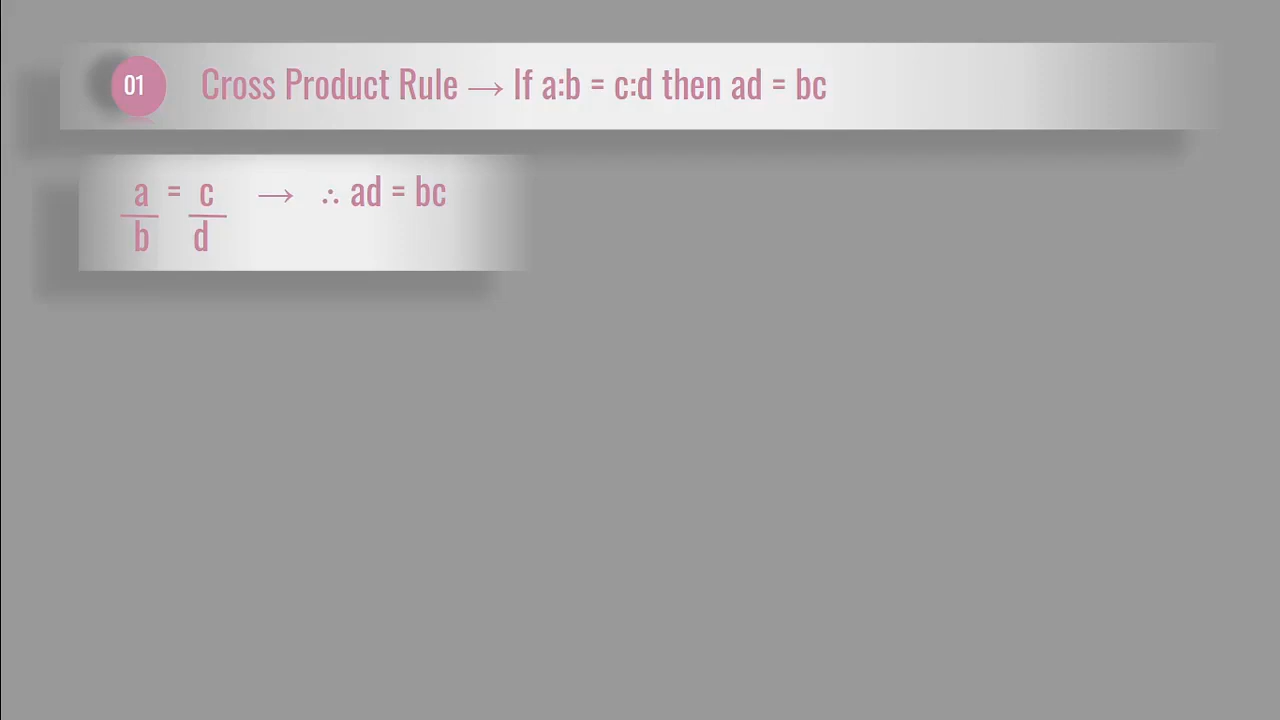 01 Cross Product Rule → If a:b = c:d then ad = bc
a = c → ∴ ad = bc
b d